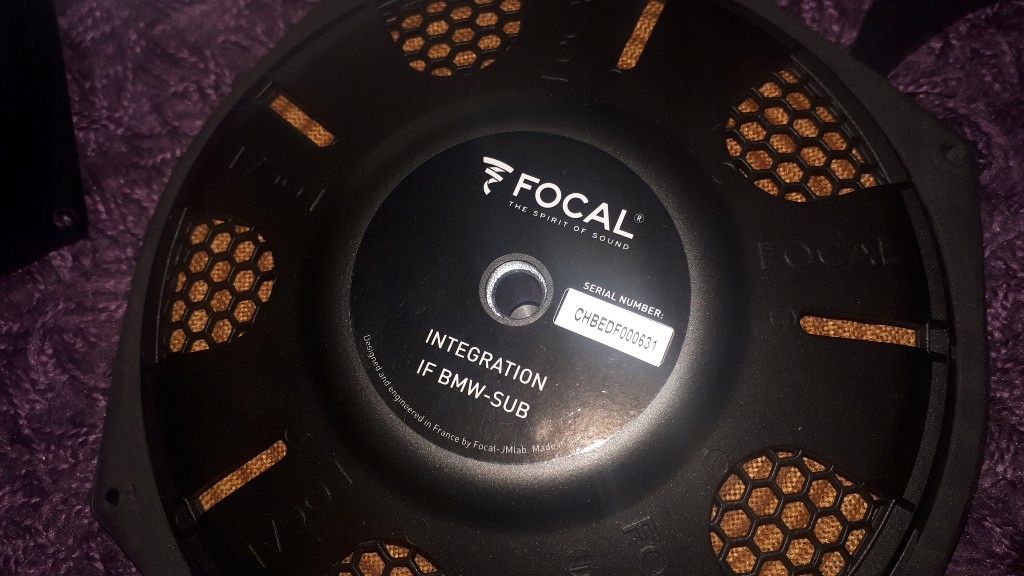 FOCAL®
THE SPIRIT OF SOUND
SERIAL NUMBER:
CHBEDF000631
INTEGRATION
IF BMW-SUB
Designed and engineered in France by Focal-JMlab. Made
FOCAL